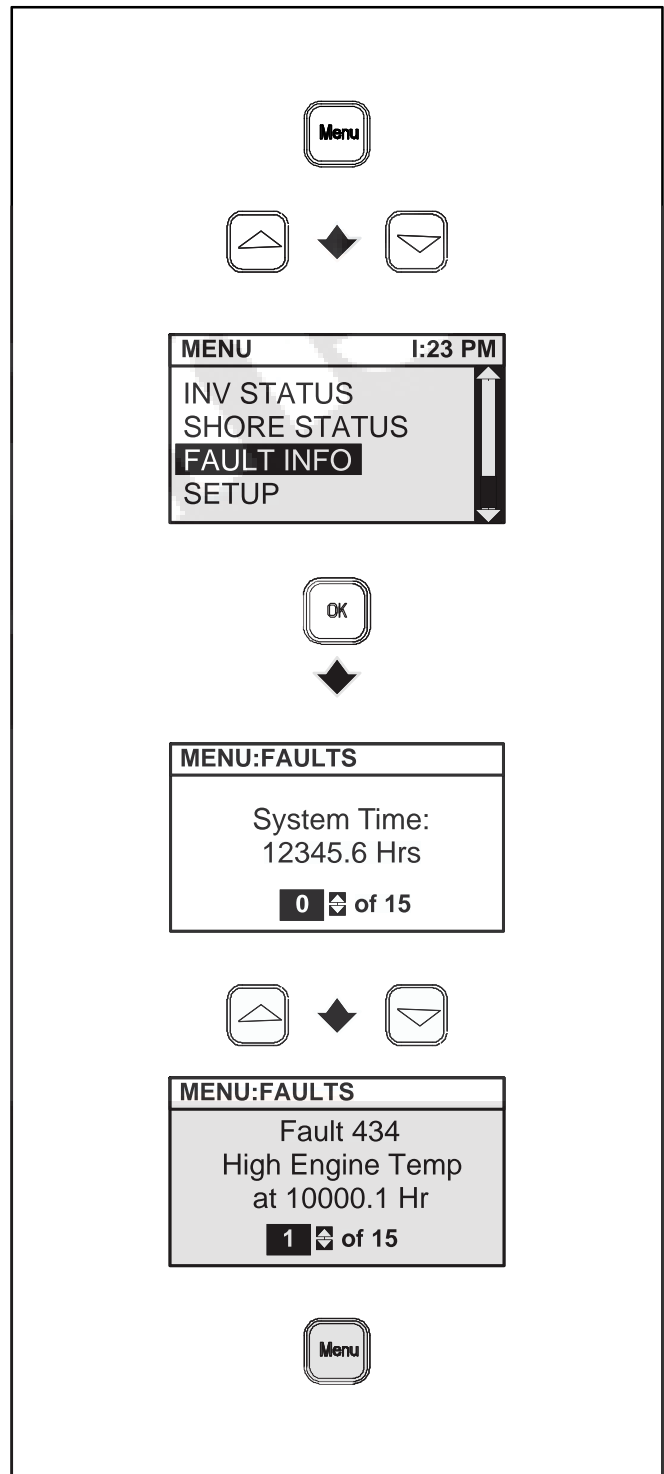 Menu
MENU I:23 PM
INV STATUS
SHORE STATUS
FAULT INFO
SETUP
OK
MENU:FAULTS
System Time:
12345.6 Hrs
0 of 15
MENU:FAULTS
Fault 434
High Engine Temp
at 10000.1 Hr
1 of 15
Menu